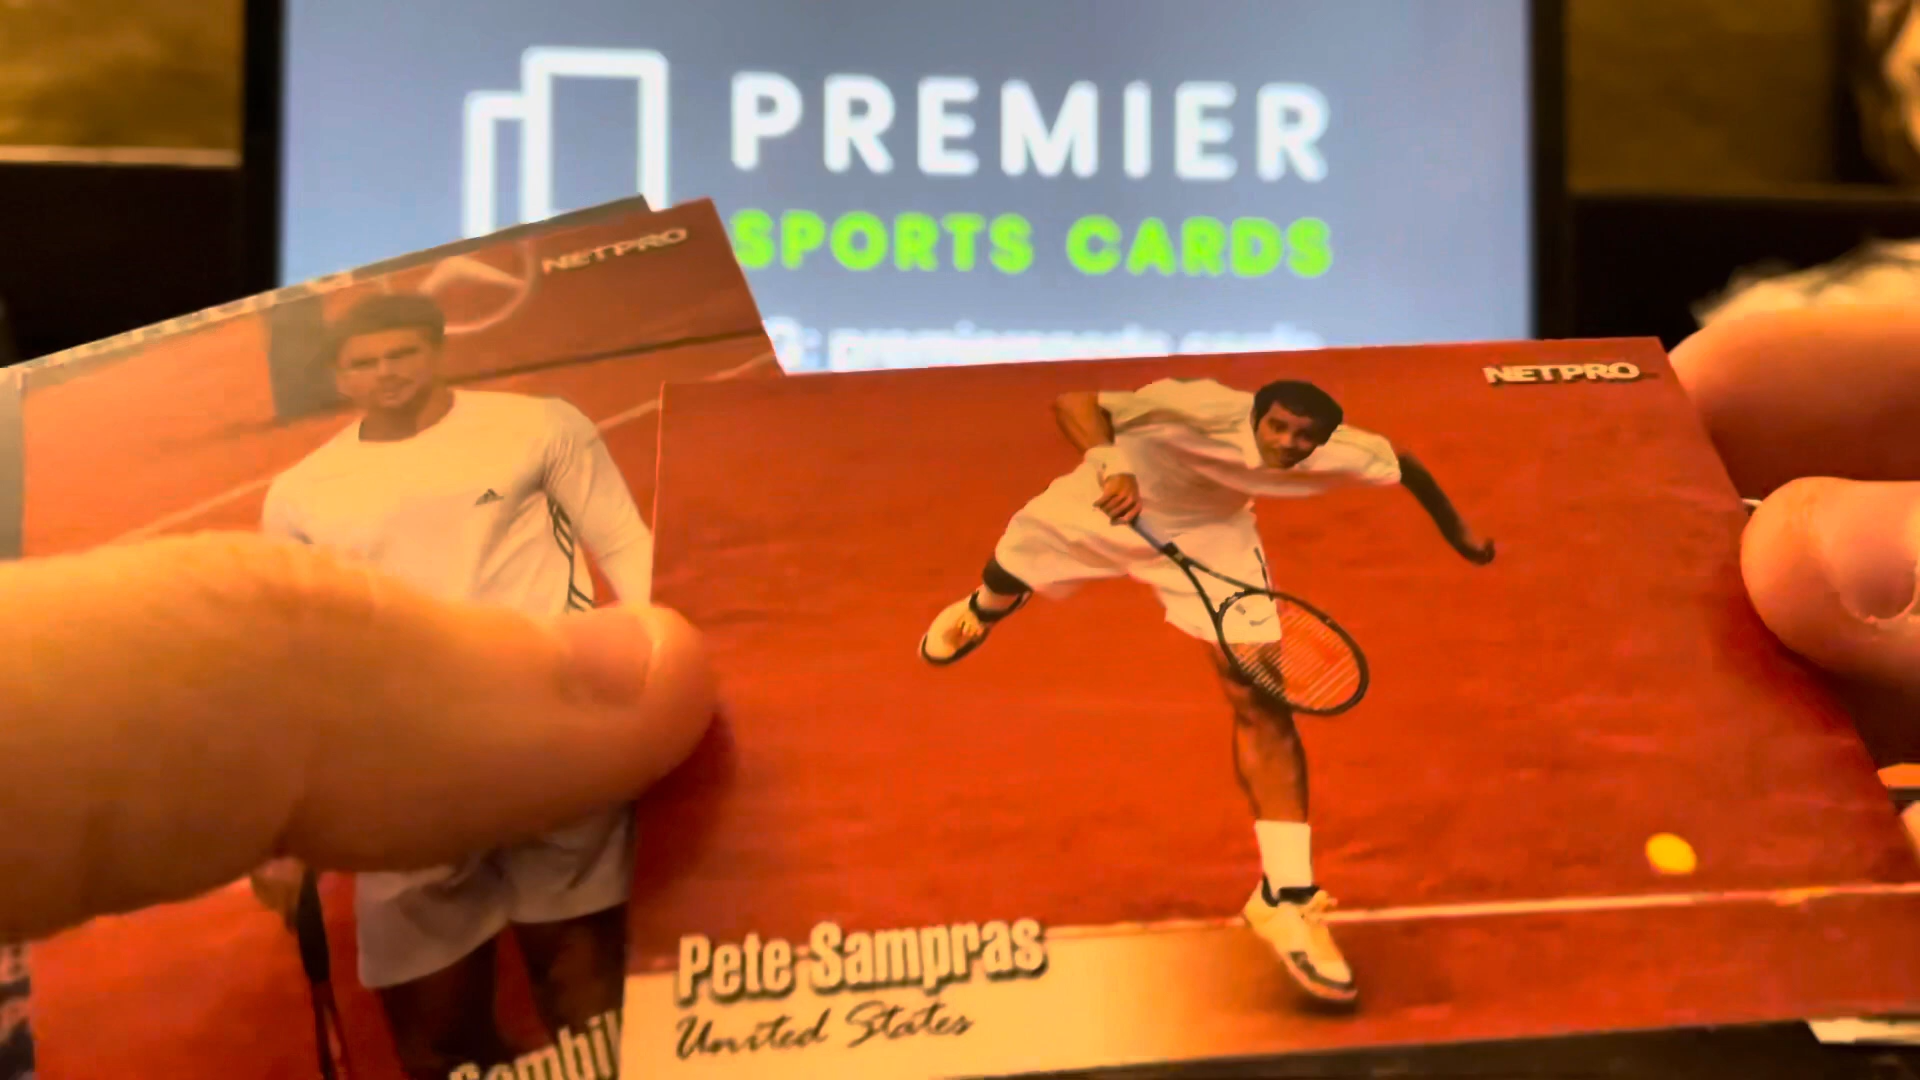 PREMIER
SPORTS CARDS
NETPRO
NETPRO
Pete Sampras
United States